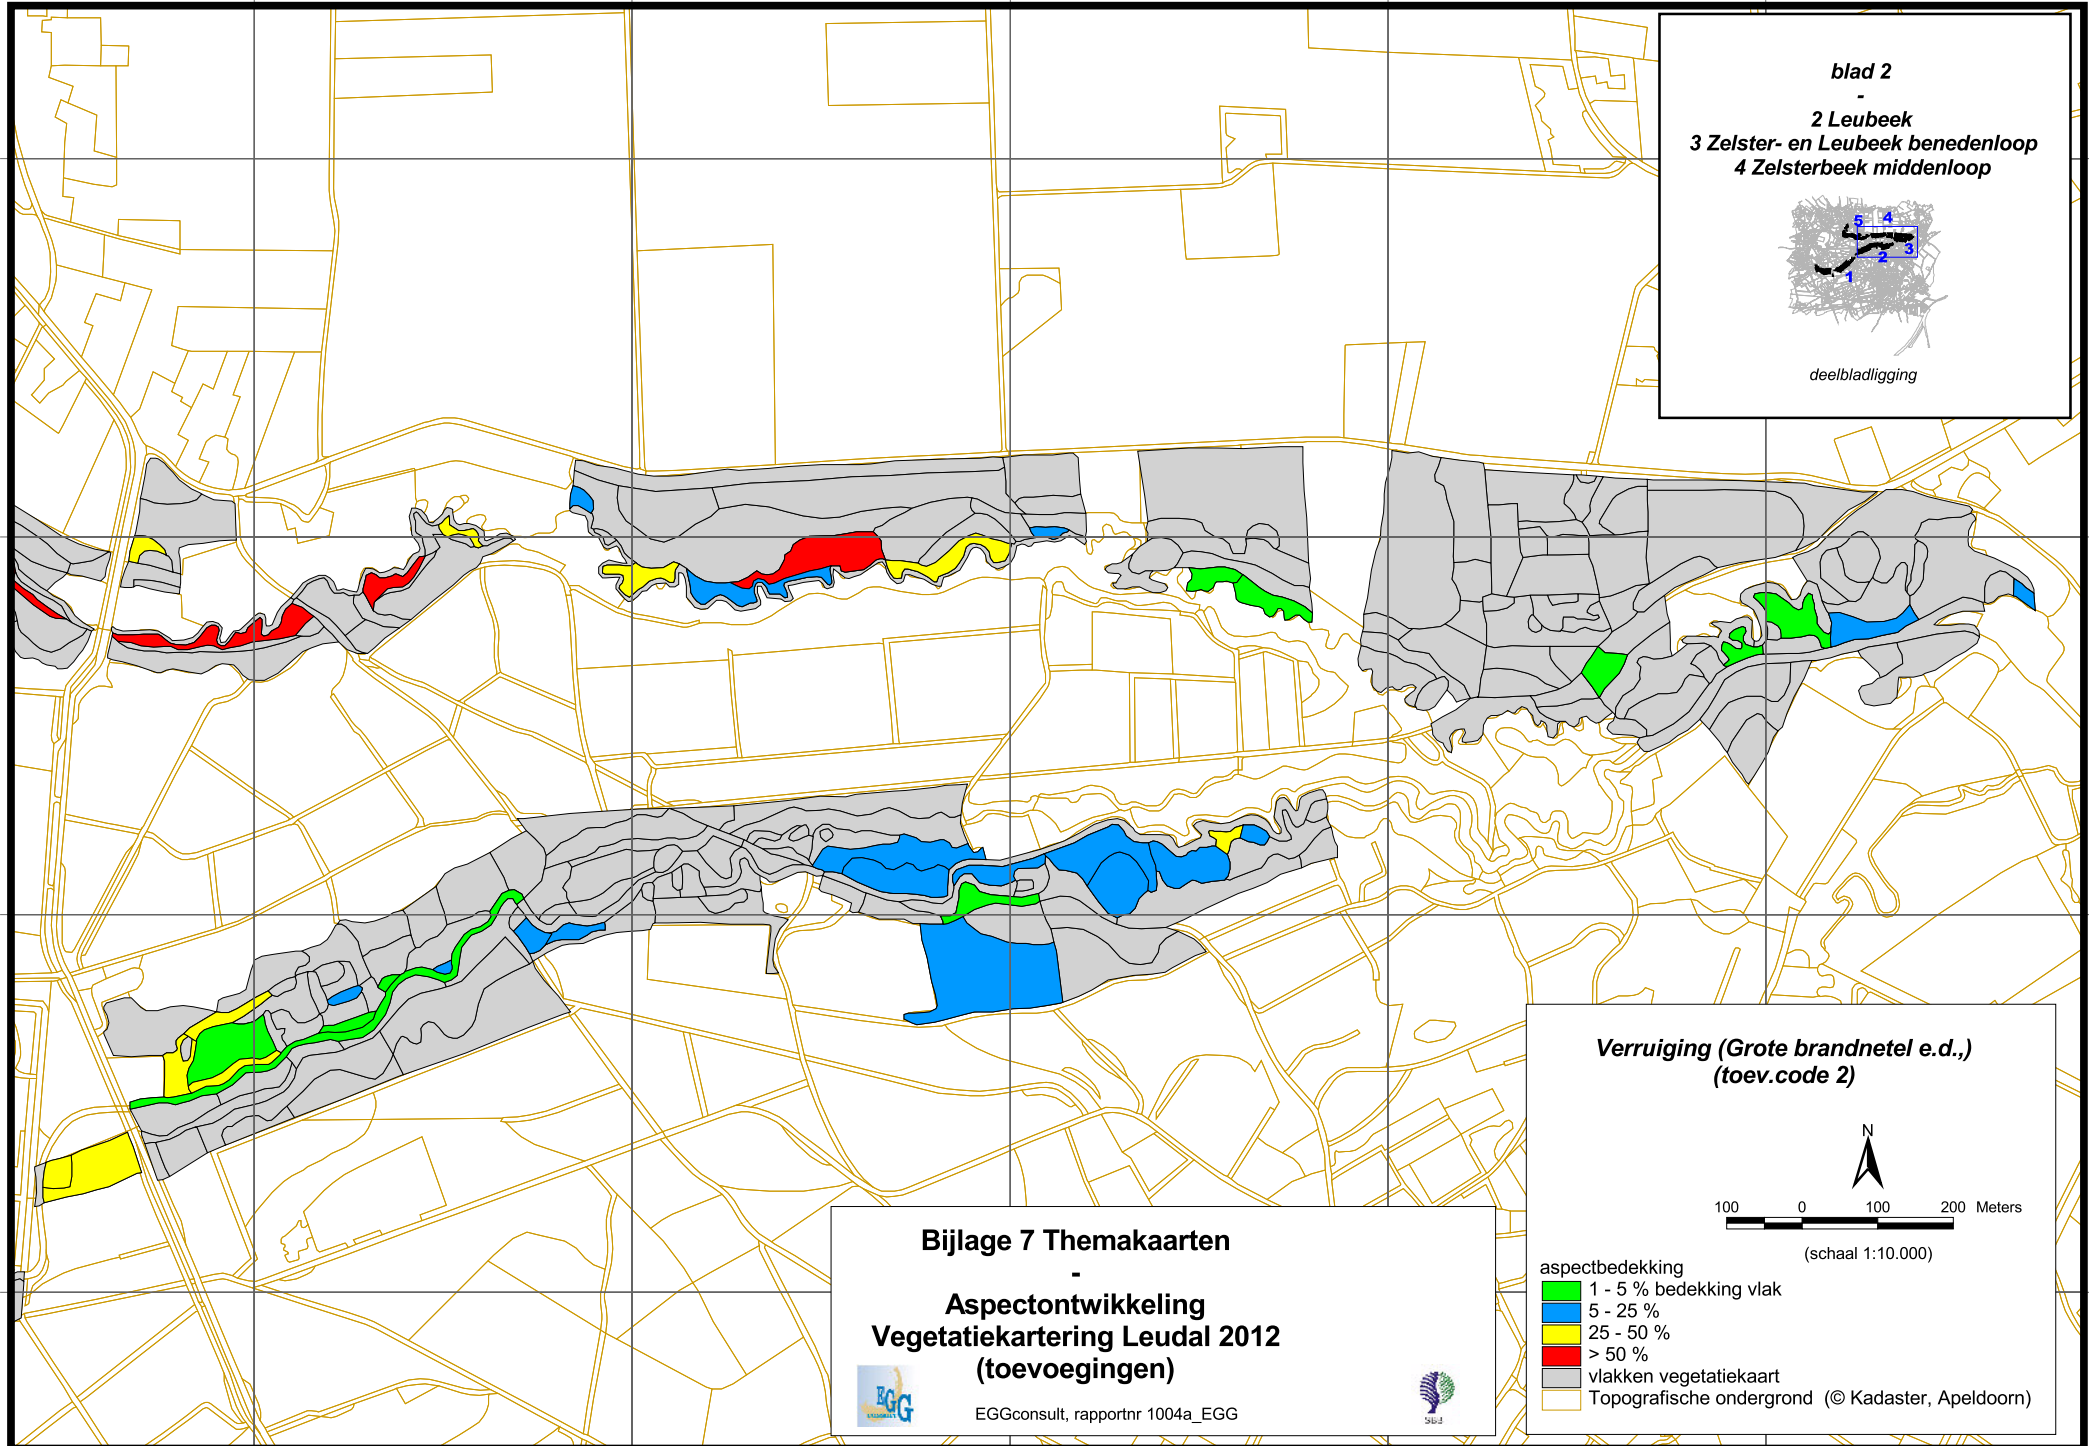 blad 2
-
2 Leubeek
3 Zelster- en Leubeek benedenloop
4 Zelsterbeek middenloop
5 4
3
2
1
deelbladligging
Verruiging (Grote brandnetel e.d.,)
(toev.code 2)
N
100 0 100 200 Meters
(schaal 1:10.000)
aspectbedekking
1 - 5 % bedekking vlak
5 - 25 %
25 - 50 %
> 50 %
vlakken vegetatiekaart
Topografische ondergrond (© Kadaster, Apeldoorn)
Bijlage 7 Themakaarten
-
Aspectontwikkeling
Vegetatiekartering Leudal 2012
(toevoegingen)
EGG
SBB
EGGconsult, rapportnr 1004a_EGG